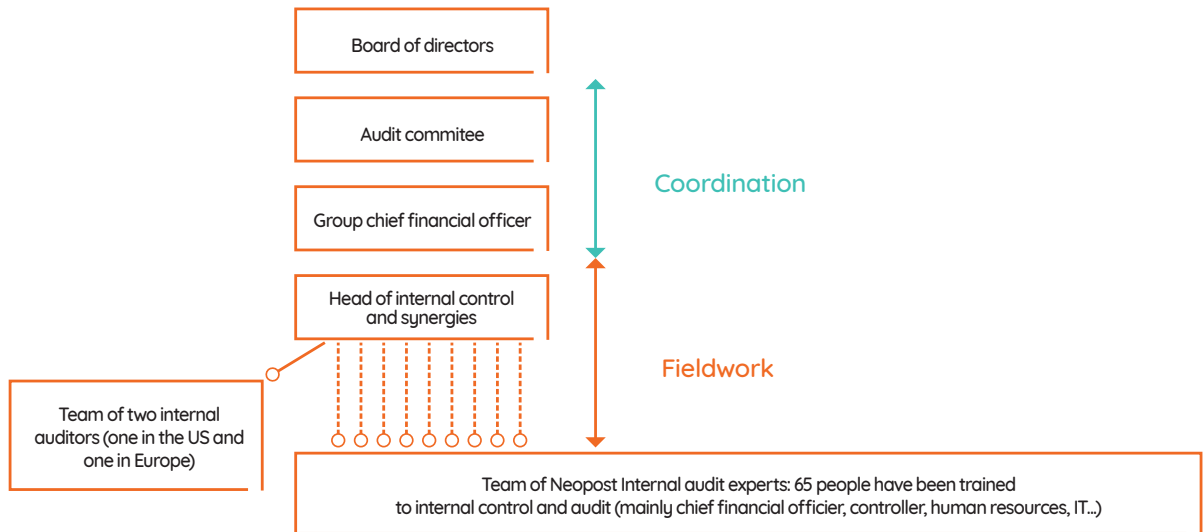 Board of directors
Audit commitee
Coordination
Group chief financial officer
Head of internal control
and synergies
Fieldwork
Team of two internal
auditors (one in the US and
one in Europe)
Team of Neopost Internal audit experts: 65 people have been trained
to internal control and audit (mainly chief financial officier, controller, human resources, IT...)